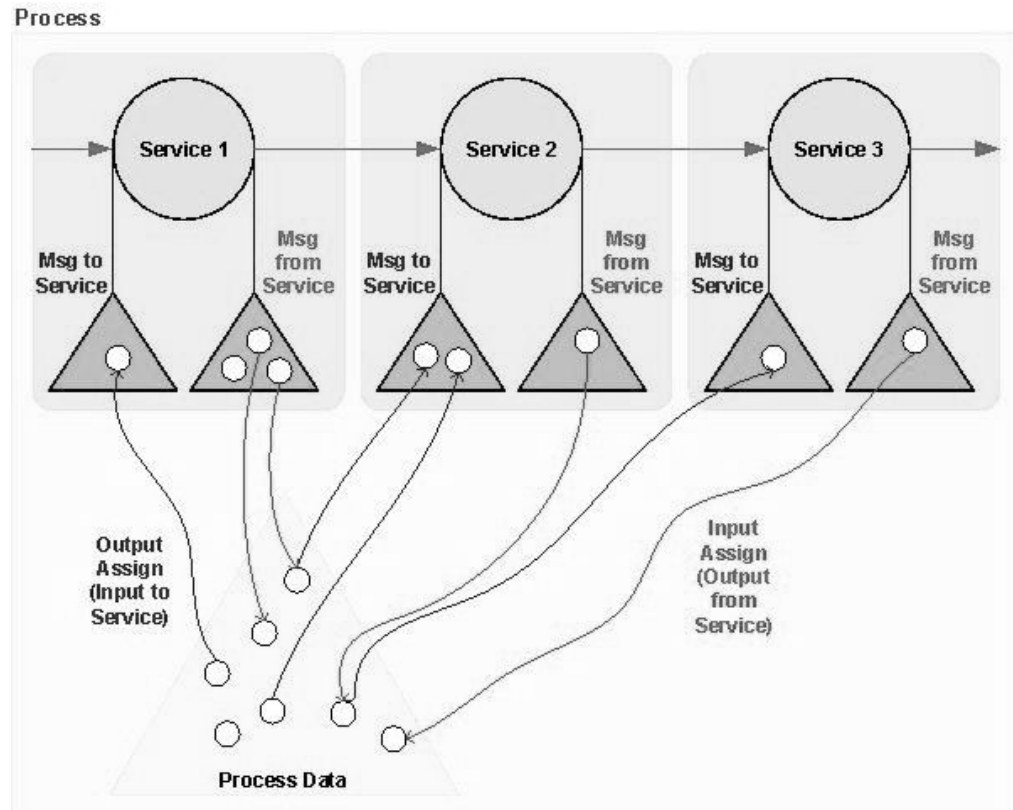 Process
Service 1
Service 2
Service 3
Msg to
Service
Msg
from
Service
Msg to
Service
Msg
from
Service
Msg to
Service
Msg
from
Service
Output
Assign
(Input to
Service)
Input
Assign
(Output
from
Service)
Process Data